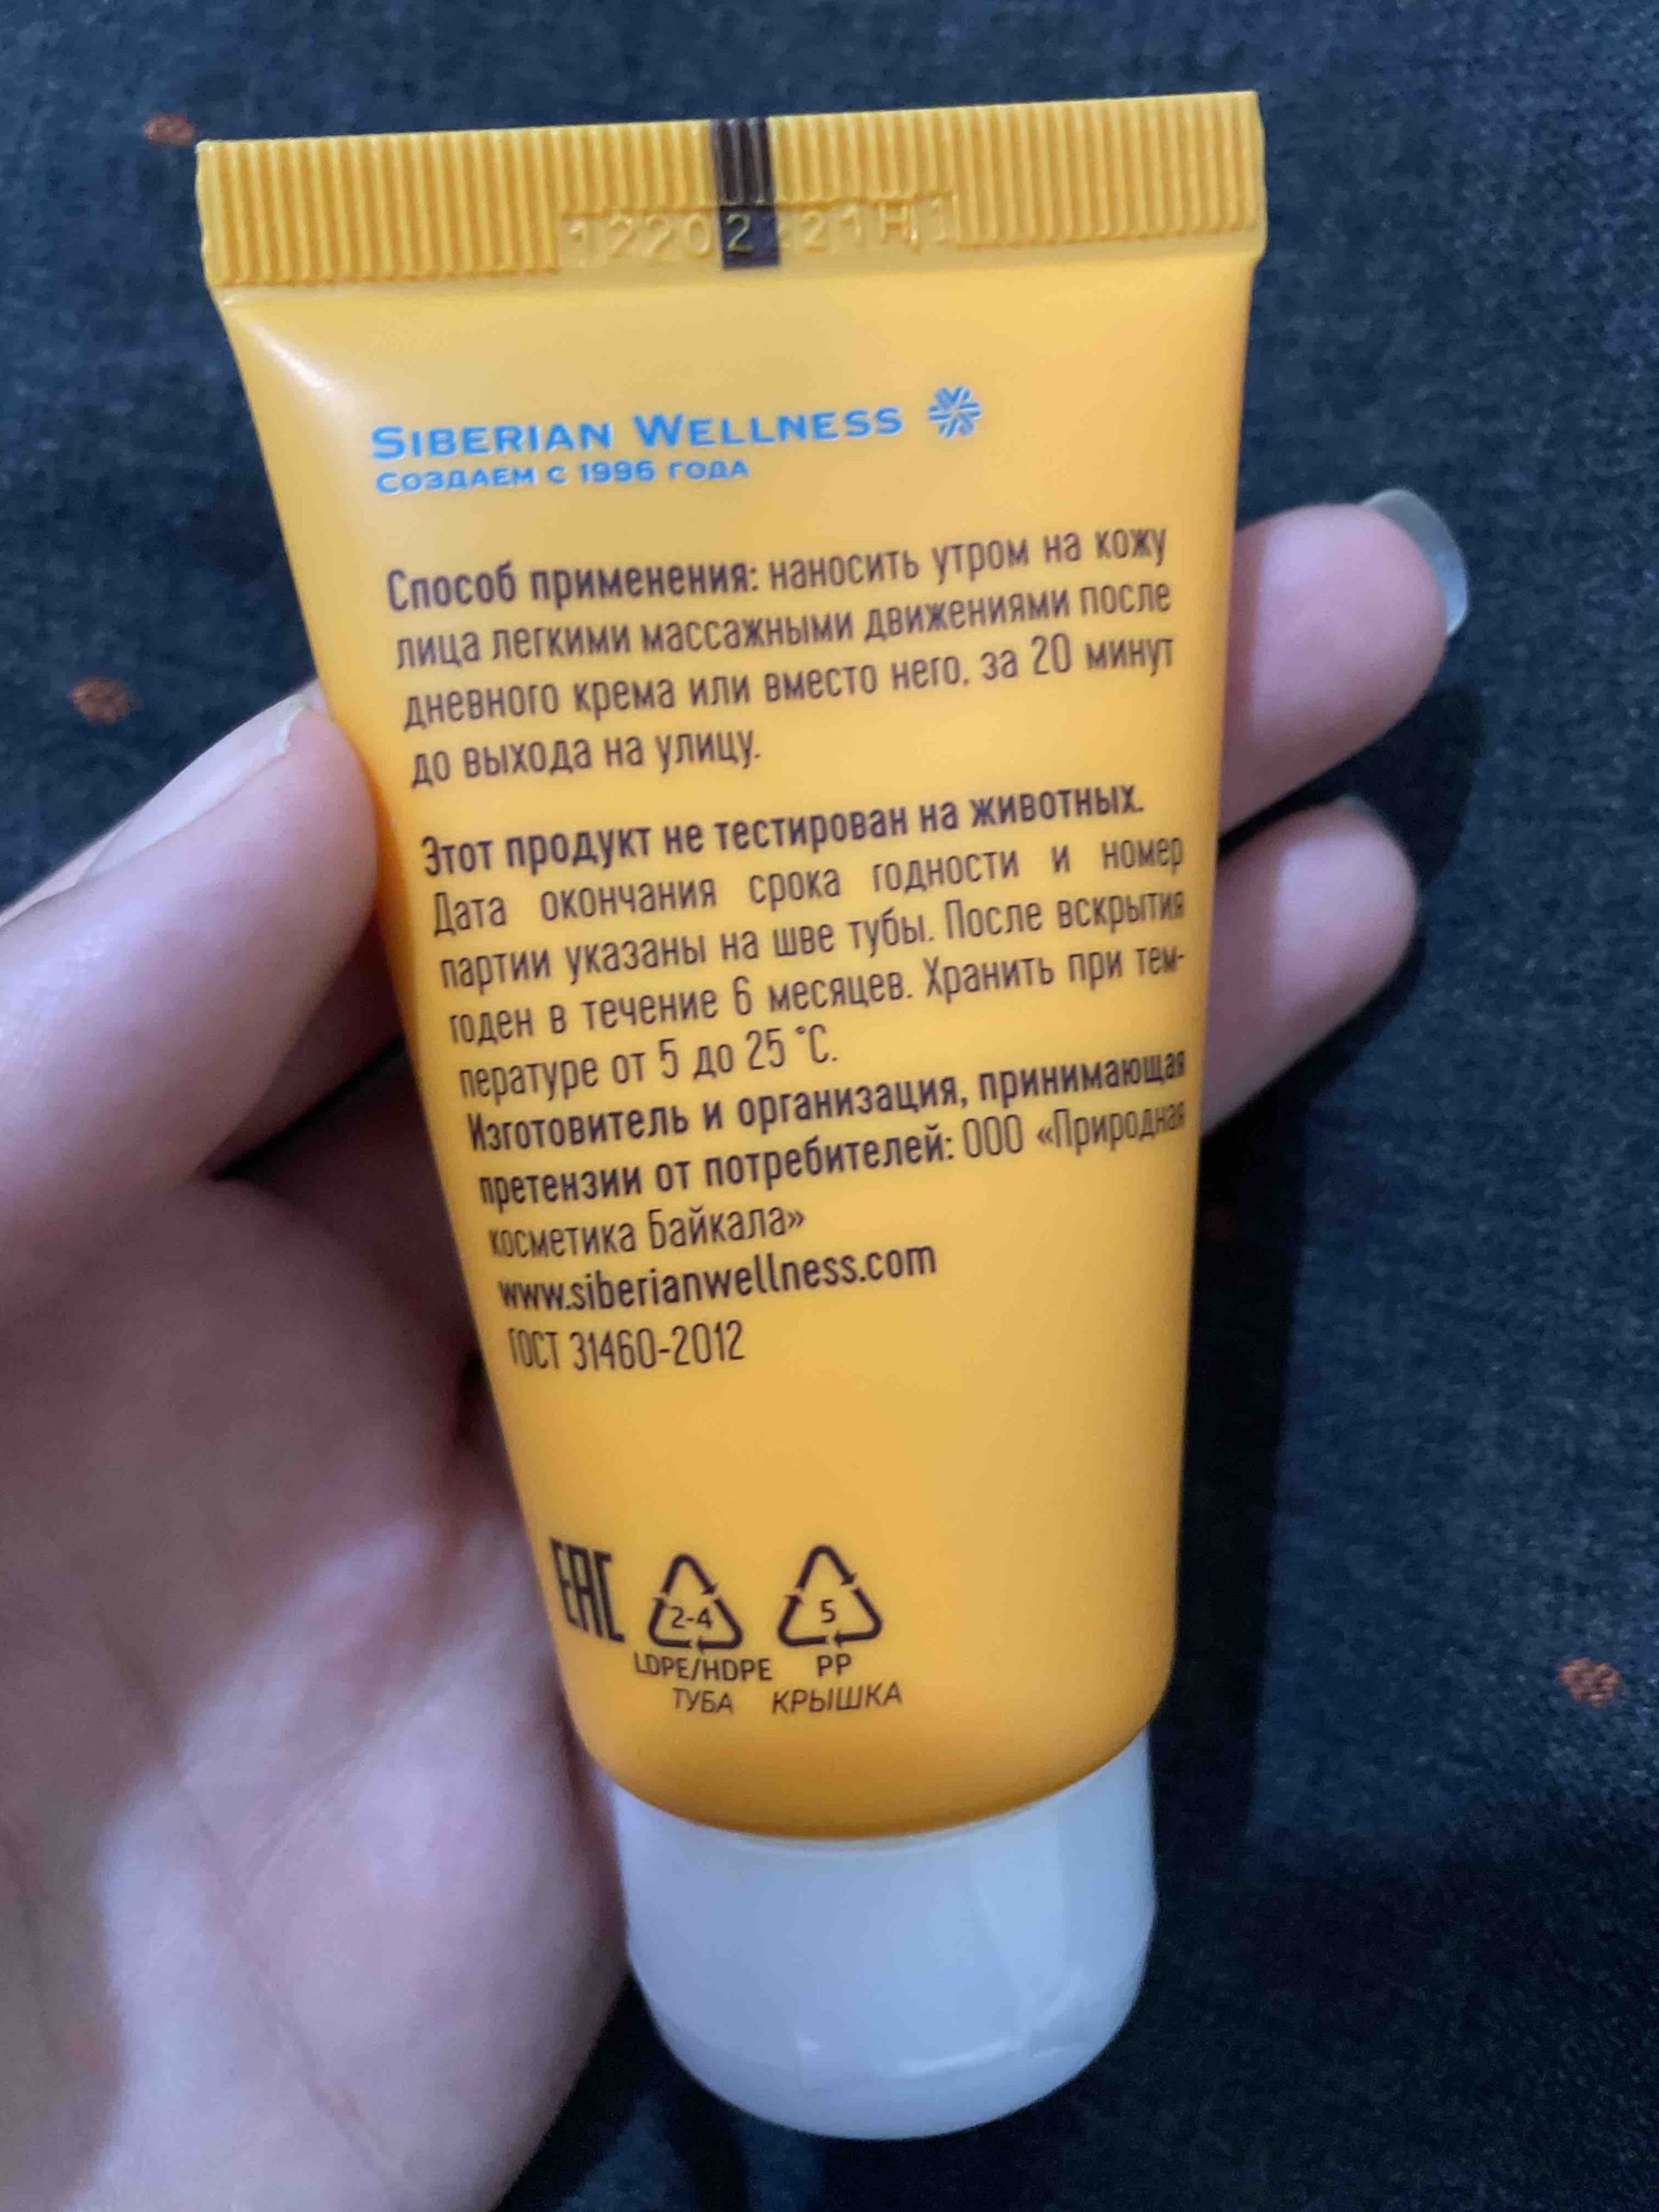 SIBERIAN WELLNESS
СОЗДАЕМ С 1996 ГОДА
Способ применения: наносить утром на кожу
лица легкими массажными движениями после
дневного крема или вместо него, за 20 минут
до выхода на улицу.
Этот продукт не тестирован на животных.
Дата окончания срока годности и номер
партии указаны на шве тубы. После вскрытия
годен в течение 6 месяцев. Хранить при тем-
пературе от 5 до 25 °C.
Изготовитель и организация, принимающая
претензии от потребителей: ООО «Природная
косметика Байкала»
www.siberianwellness.com
ГОСТ 31460-2012
EAC 2-4 5
LDPE/HDPE PP
ТУБА КРЫШКА